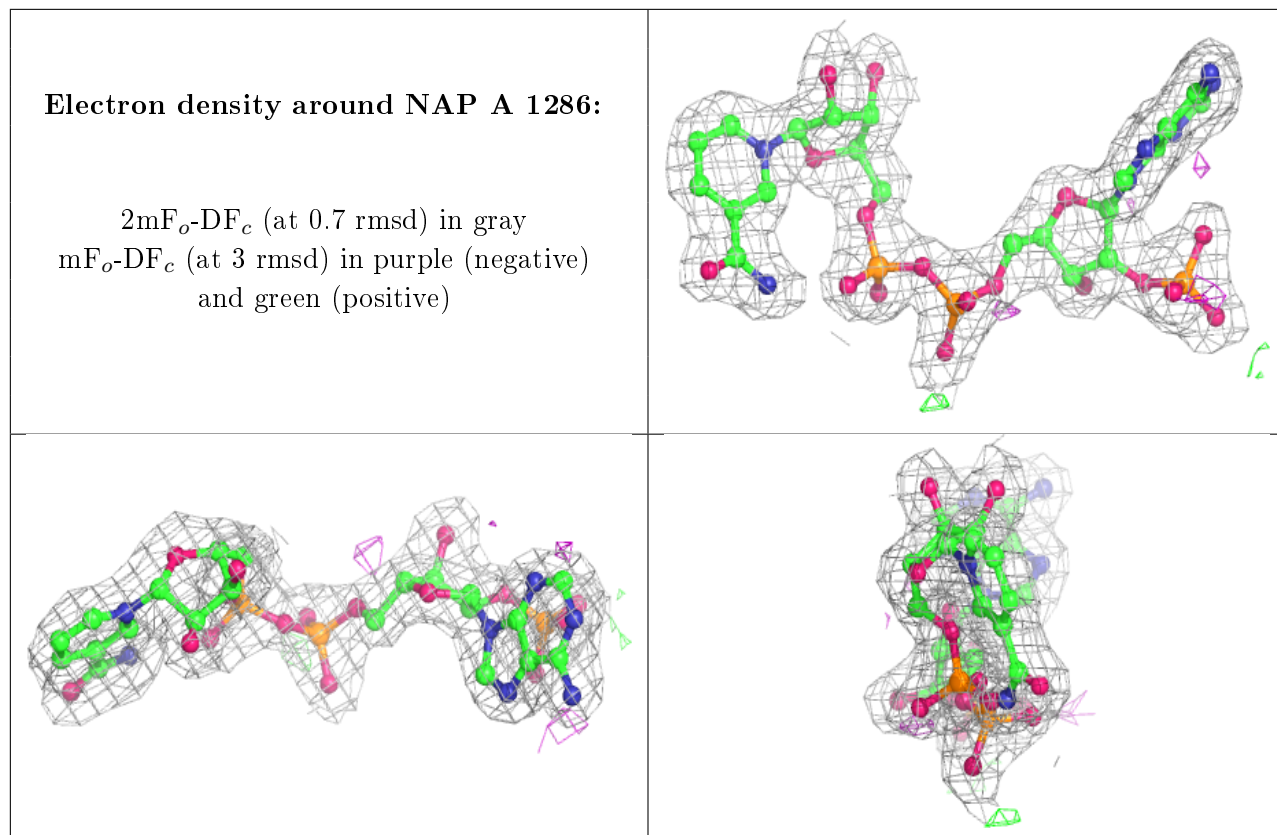 Electron density around NAP A 1286:
2mFₒ-DF𝒸 (at 0.7 rmsd) in gray
mFₒ-DF𝒸 (at 3 rmsd) in purple (negative)
and green (positive)